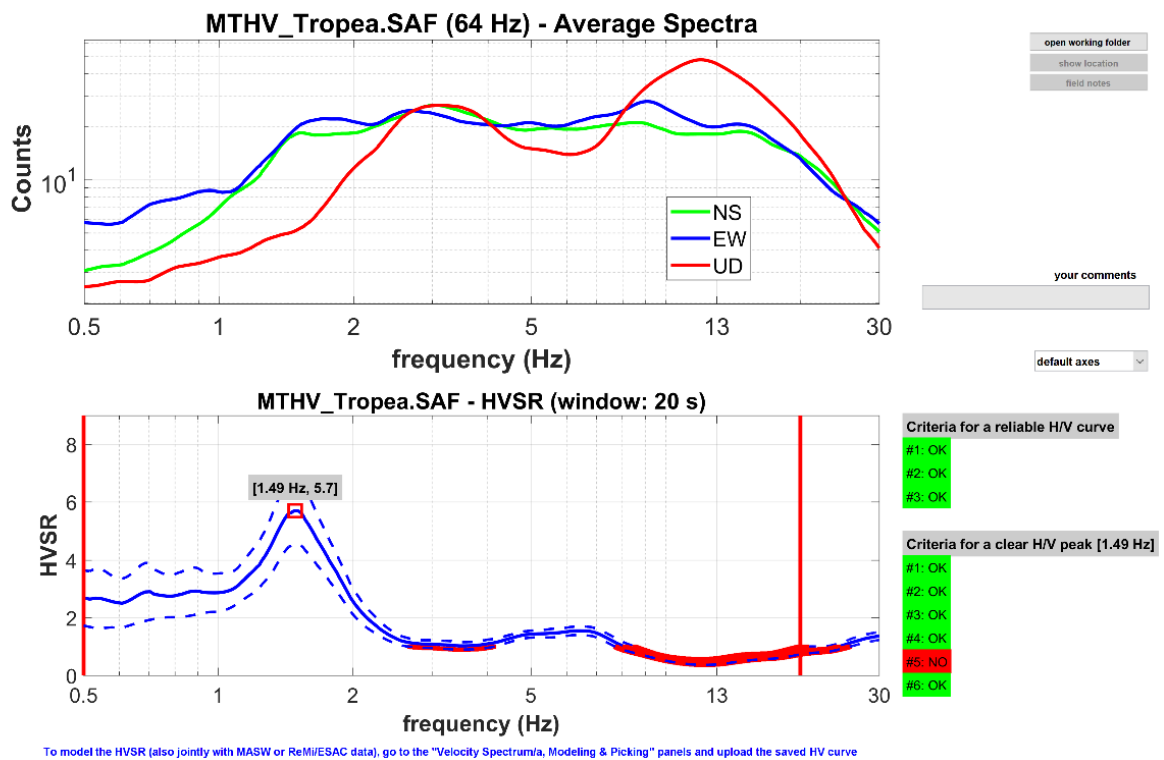 MTHV_Tropea.SAF (64 Hz) - Average Spectra
Counts
10^1
NS
EW
UD
0.5 1 2 5 13 30
frequency (Hz)
open working folder
show location
field notes
your comments
default axes
MTHV_Tropea.SAF - HVSR (window: 20 s)
HVSR
8
6
4
2
0
[1.49 Hz, 5.7]
0.5 1 2 5 13 30
frequency (Hz)
Criteria for a reliable H/V curve
#1: OK
#2: OK
#3: OK
Criteria for a clear H/V peak [1.49 Hz]
#1: OK
#2: OK
#3: OK
#4: OK
#5: NO
#6: OK
To model the HVSR (also jointly with MASW or ReMi/ESAC data), go to the "Velocity Spectrum/a, Modeling & Picking" panels and upload the saved HV curve